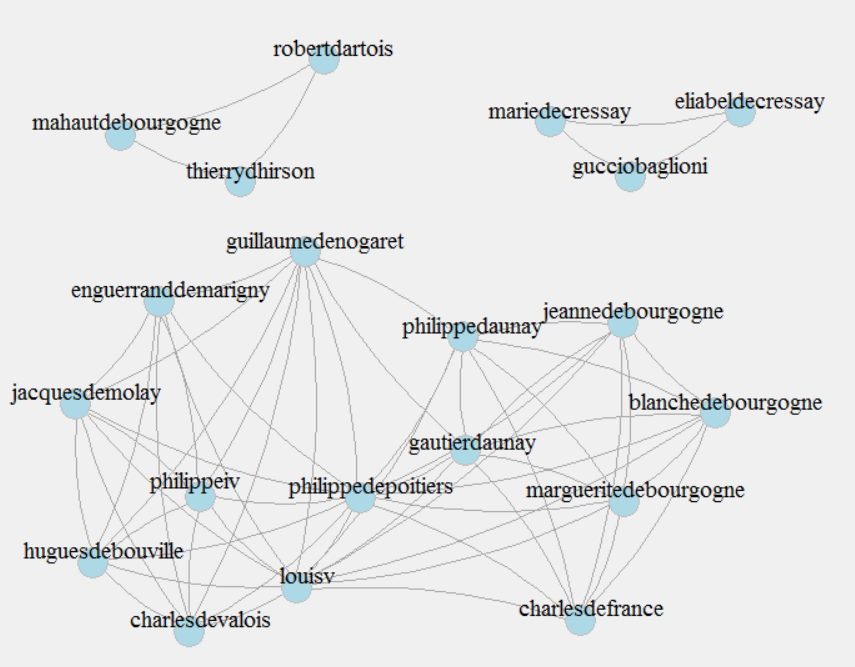 robertdartois
mahautdebourgogne
thierrydhirson
mariedecressay
eliabeldecressay
gucciobaglioni
guillaumedenogaret
enguerranddemarigny
philippedaunay
jeannedebourgogne
jacquesdemolay
blanchedebourgogne
gautierdaunay
philippeiv
philippedepoitiers
margueritedebourgogne
huguesdebouville
louisv
charlesdevalois
charlesdefrance